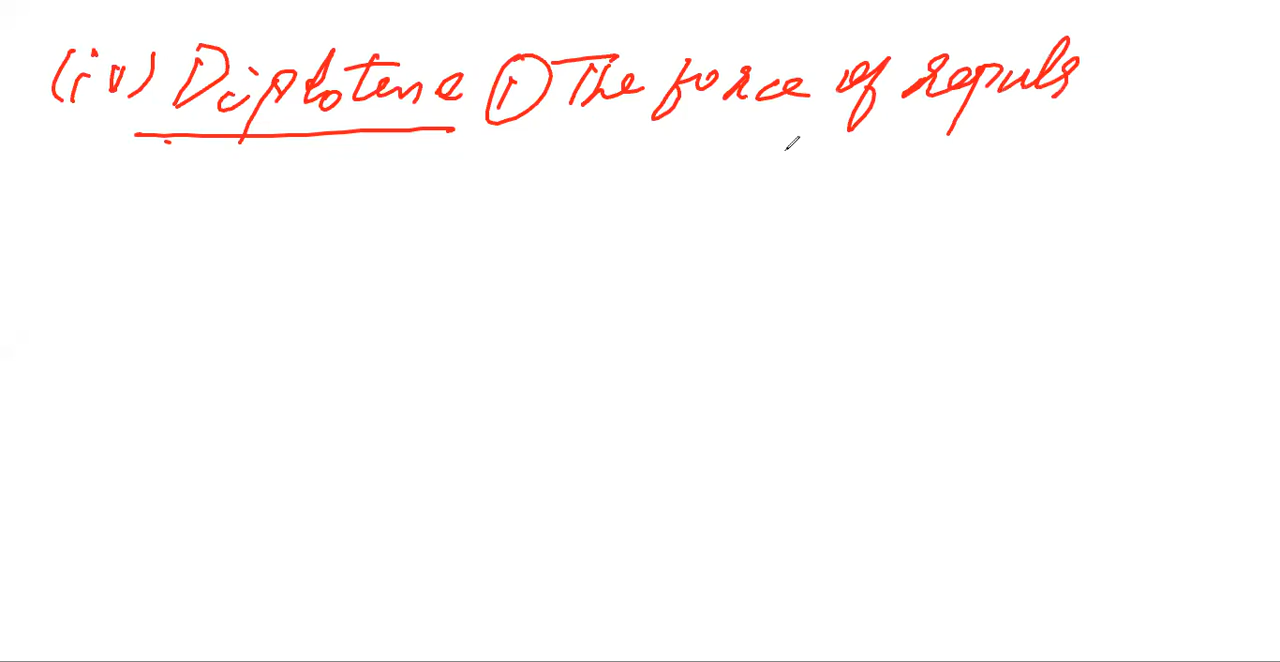 (iv) Diplotene ① The force of repuls